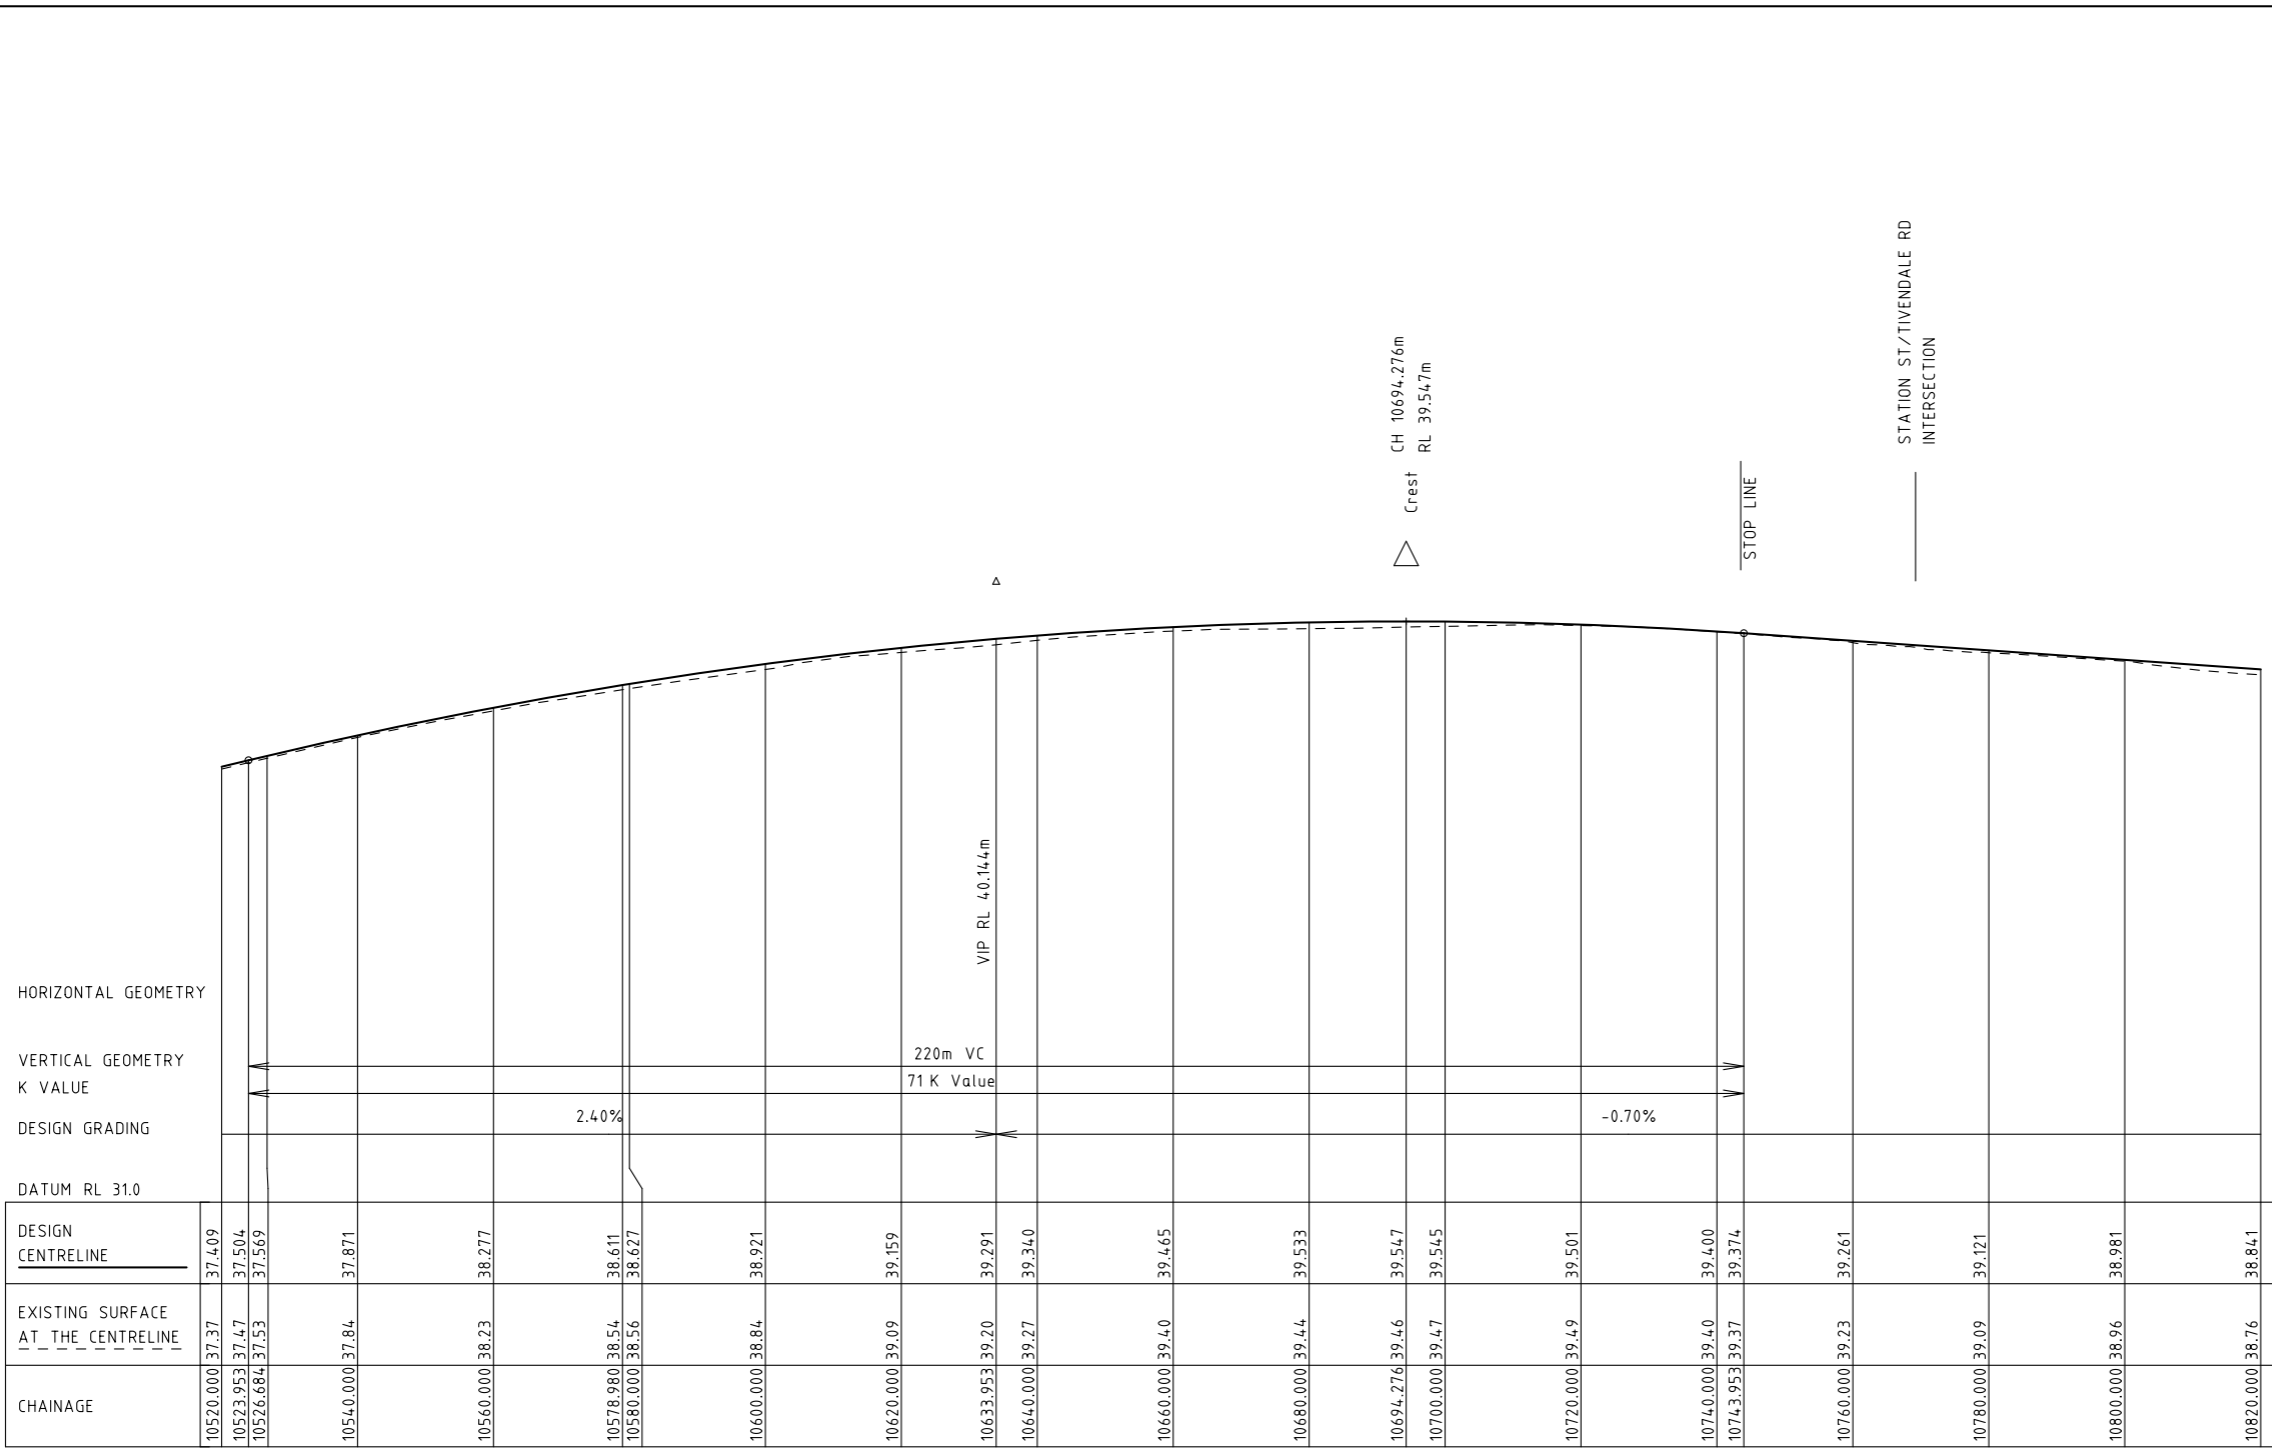 STATION ST/TIVENDALE RD
INTERSECTION
CH 10694.276m
RL 39.547m
Crest
STOP LINE
VIP RL 40.144m
HORIZONTAL GEOMETRY
VERTICAL GEOMETRY
220m VC
K VALUE
71 K Value
DESIGN GRADING
2.40%
-0.70%
DATUM RL 31.0
DESIGN
CENTRELINE
37.409 37.504 37.569 37.871 38.277 38.611 38.627 38.921 39.159 39.291 39.340 39.465 39.533 39.547 39.545 39.501 39.400 39.374 39.261 39.121 38.981 38.841
EXISTING SURFACE
AT THE CENTRELINE
37.37 37.47 37.53 37.84 38.23 38.54 38.56 38.84 39.09 39.20 39.27 39.40 39.44 39.46 39.47 39.49 39.40 39.37 39.23 39.09 38.96 38.76
CHAINAGE
10520.000 10523.953 10526.684 10540.000 10560.000 10578.980 10580.000 10600.000 10620.000 10633.953 10640.000 10660.000 10680.000 10694.276 10700.000 10720.000 10740.000 10743.953 10760.000 10780.000 10800.000 10820.000